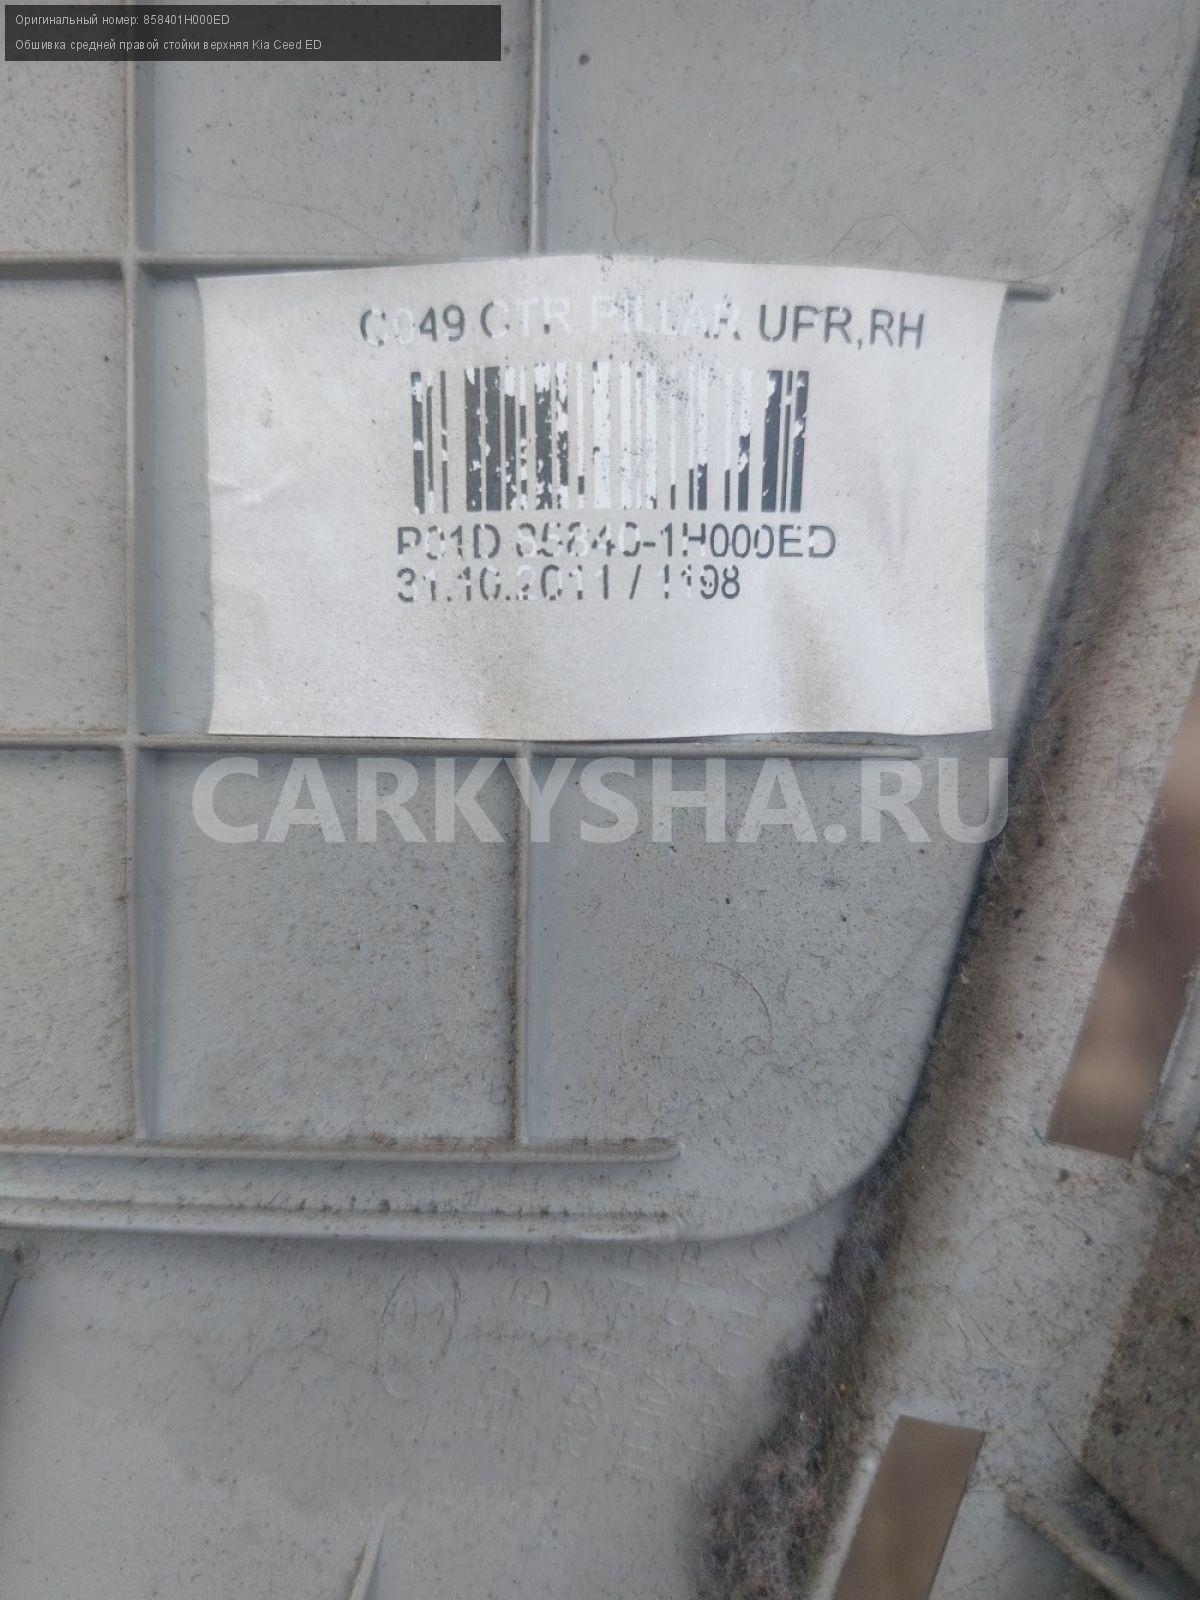 Оригинальный номер: 858401H000ED
Обшивка средней правой стойки верхняя Kia Ceed ED
C049 CTR PILLAR UPR,RH
P01D 85840-1H000ED
31.10.2011 / 1198
CARKYSHA.RU